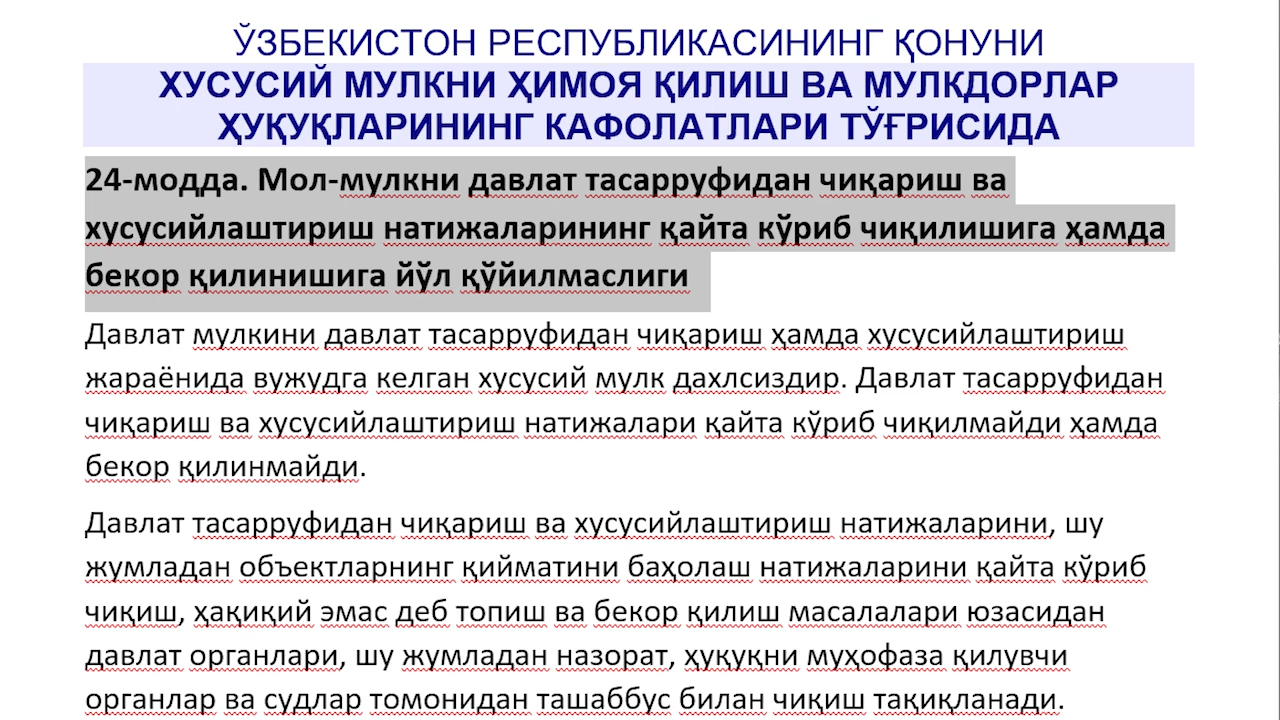 ЎЗБЕКИСТОН РЕСПУБЛИКАСИНИНГ ҚОНУНИ
ХУСУСИЙ МУЛКНИ ҲИМОЯ ҚИЛИШ ВА МУЛКДОРЛАР
ҲУҚУҚЛАРИНИНГ КАФОЛАТЛАРИ ТЎҒРИСИДА
24-модда. Мол-мулкни давлат тасарруфидан чиқариш ва
хусусийлаштириш натижаларининг қайта кўриб чиқилишига ҳамда
бекор қилинишига йўл қўйилмаслиги
Давлат мулкини давлат тасарруфидан чиқариш ҳамда хусусийлаштириш
жараёнида вужудга келган хусусий мулк дахлсиздир. Давлат тасарруфидан
чиқариш ва хусусийлаштириш натижалари қайта кўриб чиқилмайди ҳамда
бекор қилинмайди.
Давлат тасарруфидан чиқариш ва хусусийлаштириш натижаларини, шу
жумладан объектларнинг қийматини баҳолаш натижаларини қайта кўриб
чиқиш, ҳақиқий эмас деб топиш ва бекор қилиш масалалари юзасидан
давлат органлари, шу жумладан назорат, ҳуқуқни муҳофаза қилувчи
органлар ва судлар томонидан ташаббус билан чиқиш тақиқланади.